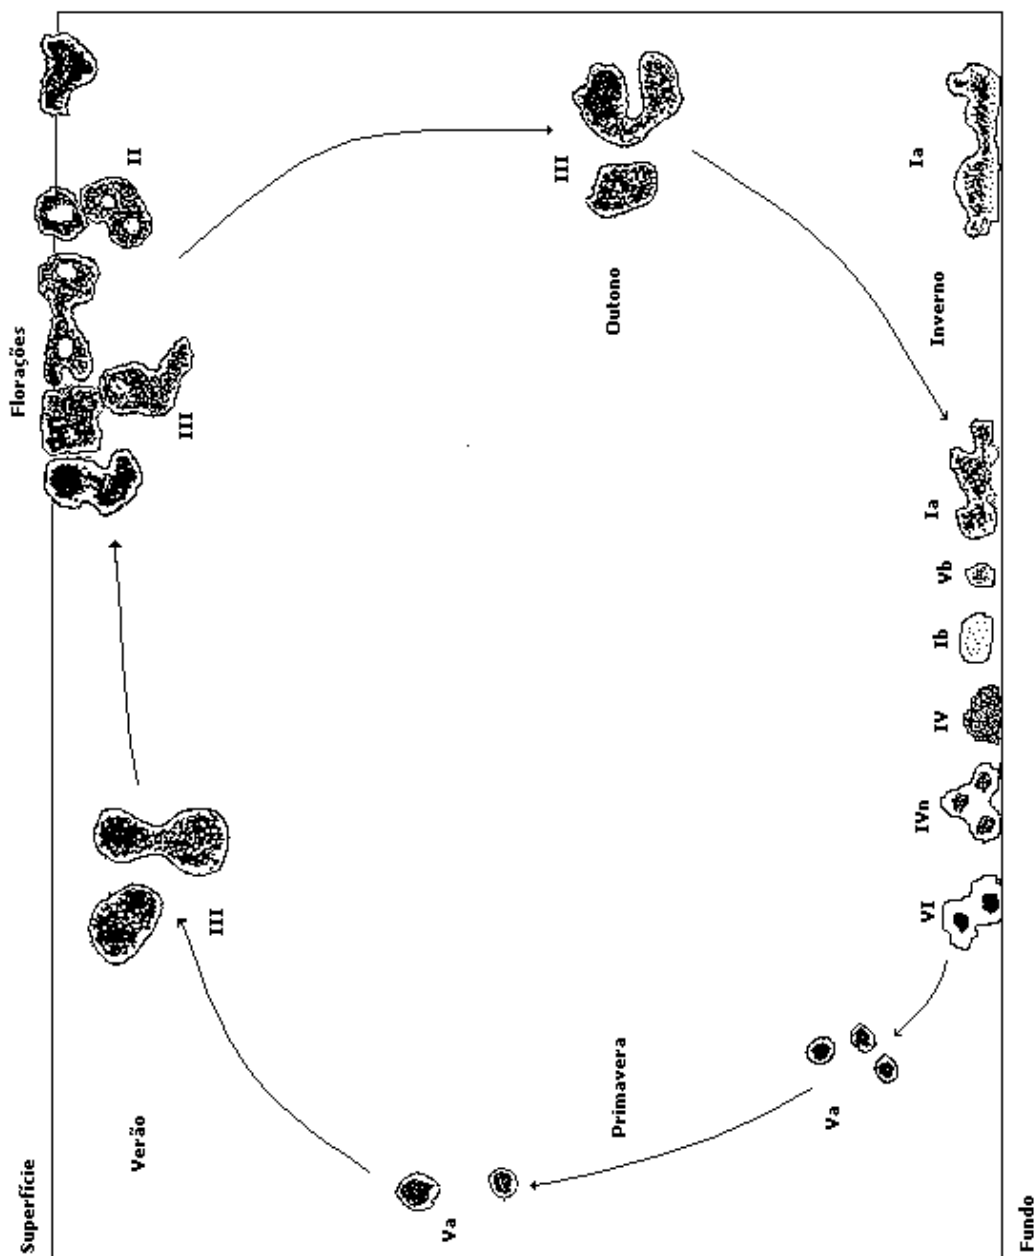 Florações
Superfície
II
Verão
III
III
Va
III
Outono
Primavera
Va
VI
IVn
IV
Ib
Vb
Ia
Inverno
Ia
Fundo